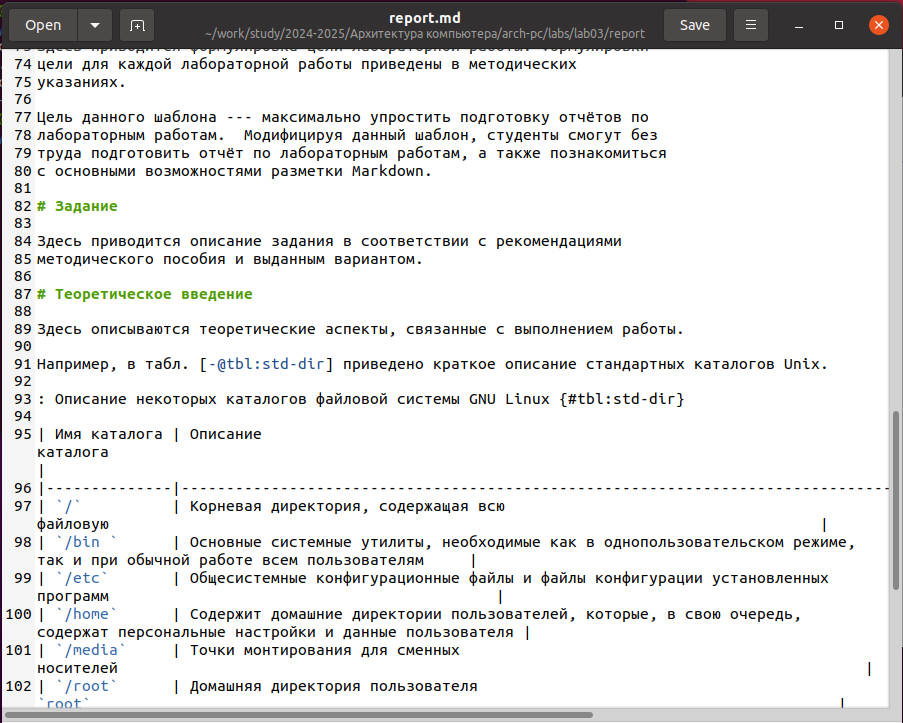 Open
report.md
~/work/study/2024-2025/Архитектура компьютера/arch-pc/labs/lab03/report
Save
73 Здесь приводится формулировка цели лабораторной работы. Формулировки
74 цели для каждой лабораторной работы приведены в методических
75 указаниях.
76
77 Цель данного шаблона --- максимально упростить подготовку отчётов по
78 лабораторным работам.  Модифицируя данный шаблон, студенты смогут без
79 труда подготовить отчёт по лабораторным работам, а также познакомиться
80 с основными возможностями разметки Markdown.
81
82 # Задание
83
84 Здесь приводится описание задания в соответствии с рекомендациями
85 методического пособия и выданным вариантом.
86
87 # Теоретическое введение
88
89 Здесь описываются теоретические аспекты, связанные с выполнением работы.
90
91 Например, в табл. [-@tbl:std-dir] приведено краткое описание стандартных каталогов Unix.
92
93 : Описание некоторых каталогов файловой системы GNU Linux {#tbl:std-dir}
94
95 | Имя каталога | Описание
каталога
|
96 |--------------|-------------------------------------------------------------------------------
97 | `/`          | Корневая директория, содержащая всю
файловую |
98 | `/bin `      | Основные системные утилиты, необходимые как в однопользовательском режиме,
так и при обычной работе всем пользователям |
99 | `/etc`       | Общесистемные конфигурационные файлы и файлы конфигурации установленных
программ |
100 | `/home`      | Содержит домашние директории пользователей, которые, в свою очередь,
содержат персональные настройки и данные пользователя |
101 | `/media`     | Точки монтирования для сменных
носителей |
102 | `/root`      | Домашняя директория пользователя
`root` |